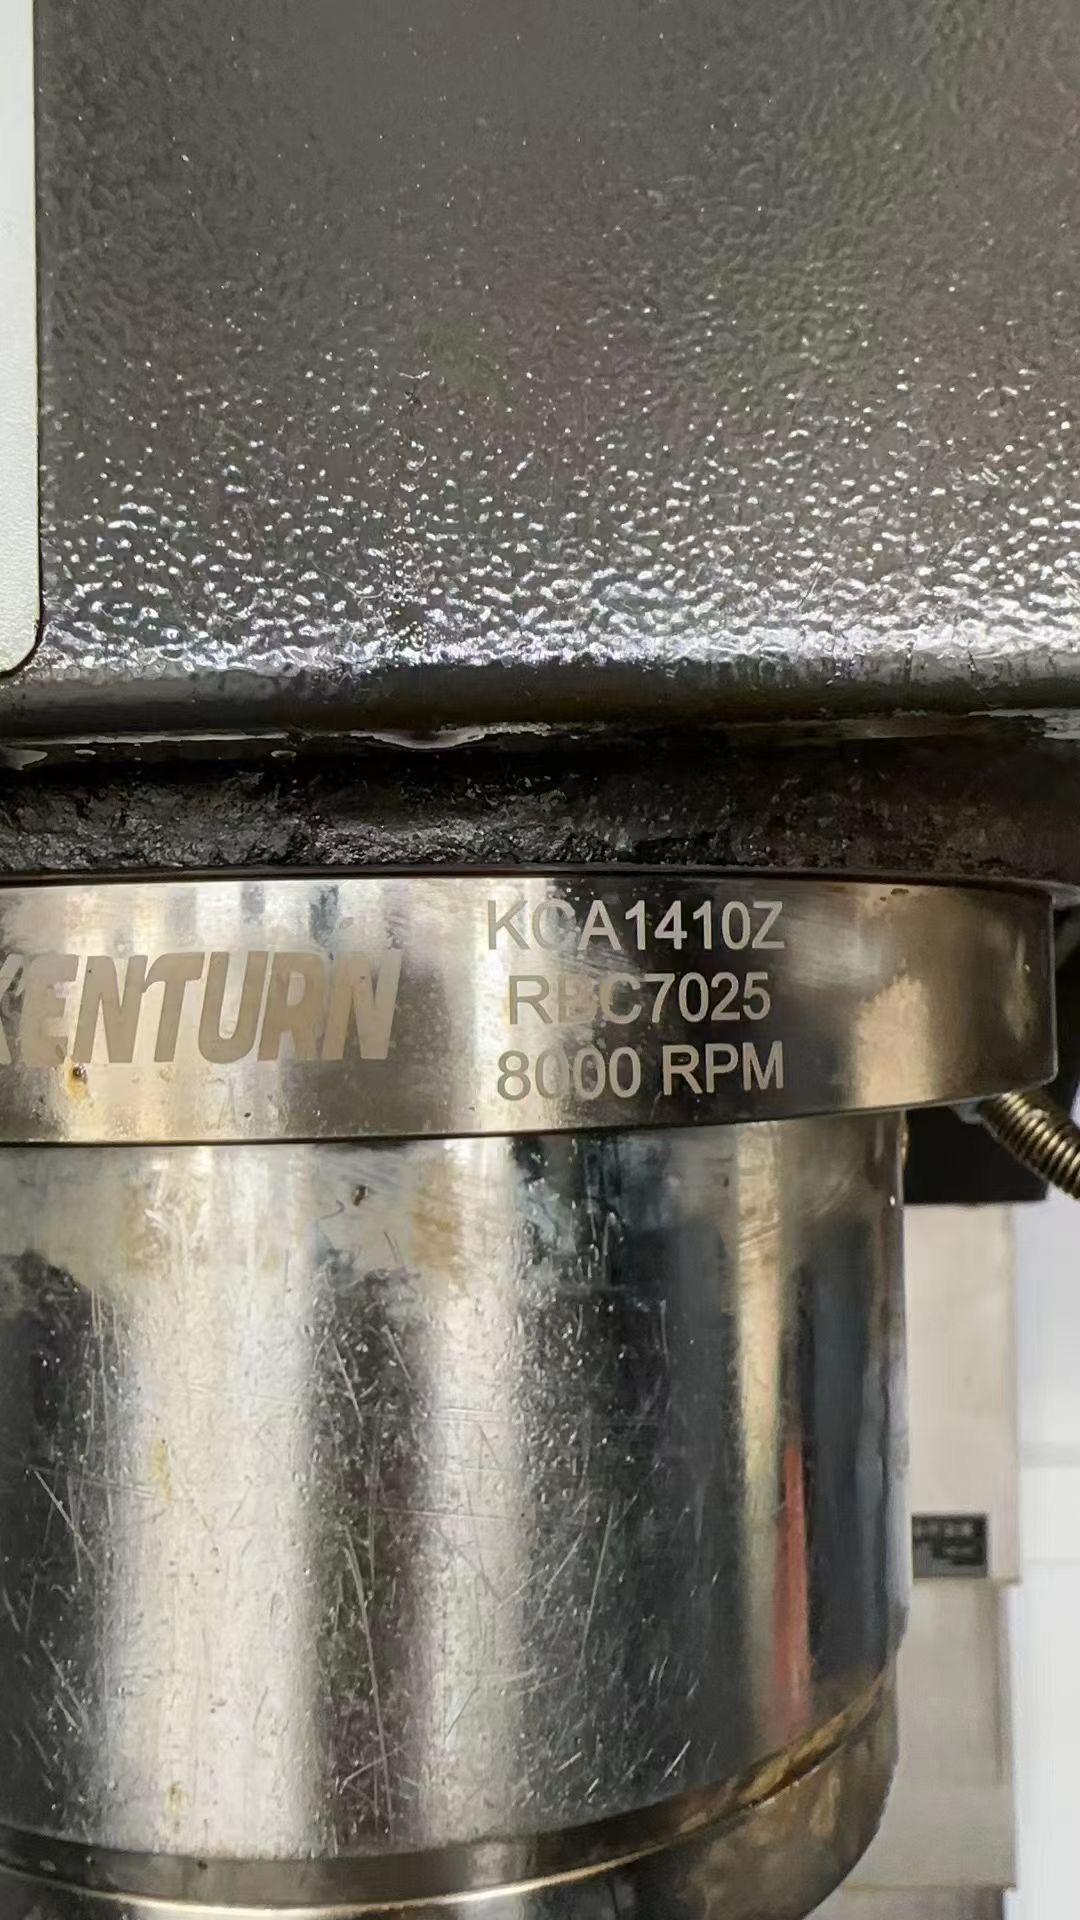 KENTURN
KCA1410Z
RBC7025
8000 RPM